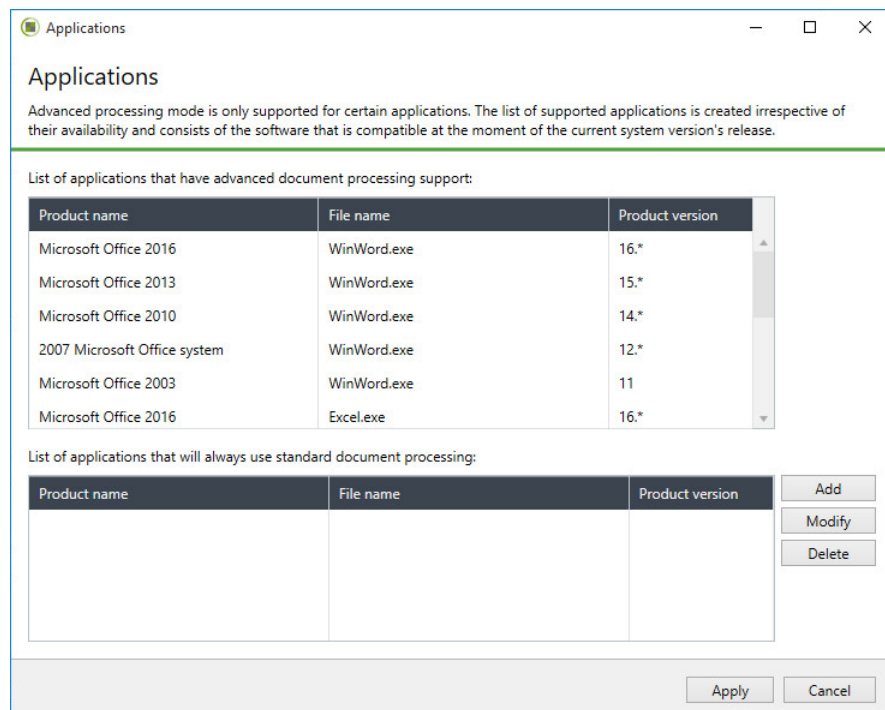 Applications
Applications
Advanced processing mode is only supported for certain applications. The list of supported applications is created irrespective of
their availability and consists of the software that is compatible at the moment of the current system version's release.
List of applications that have advanced document processing support:
Product name File name Product version
Microsoft Office 2016 WinWord.exe 16.*
Microsoft Office 2013 WinWord.exe 15.*
Microsoft Office 2010 WinWord.exe 14.*
2007 Microsoft Office system WinWord.exe 12.*
Microsoft Office 2003 WinWord.exe 11
Microsoft Office 2016 Excel.exe 16.*
List of applications that will always use standard document processing:
Product name File name Product version
Add
Modify
Delete
Apply Cancel